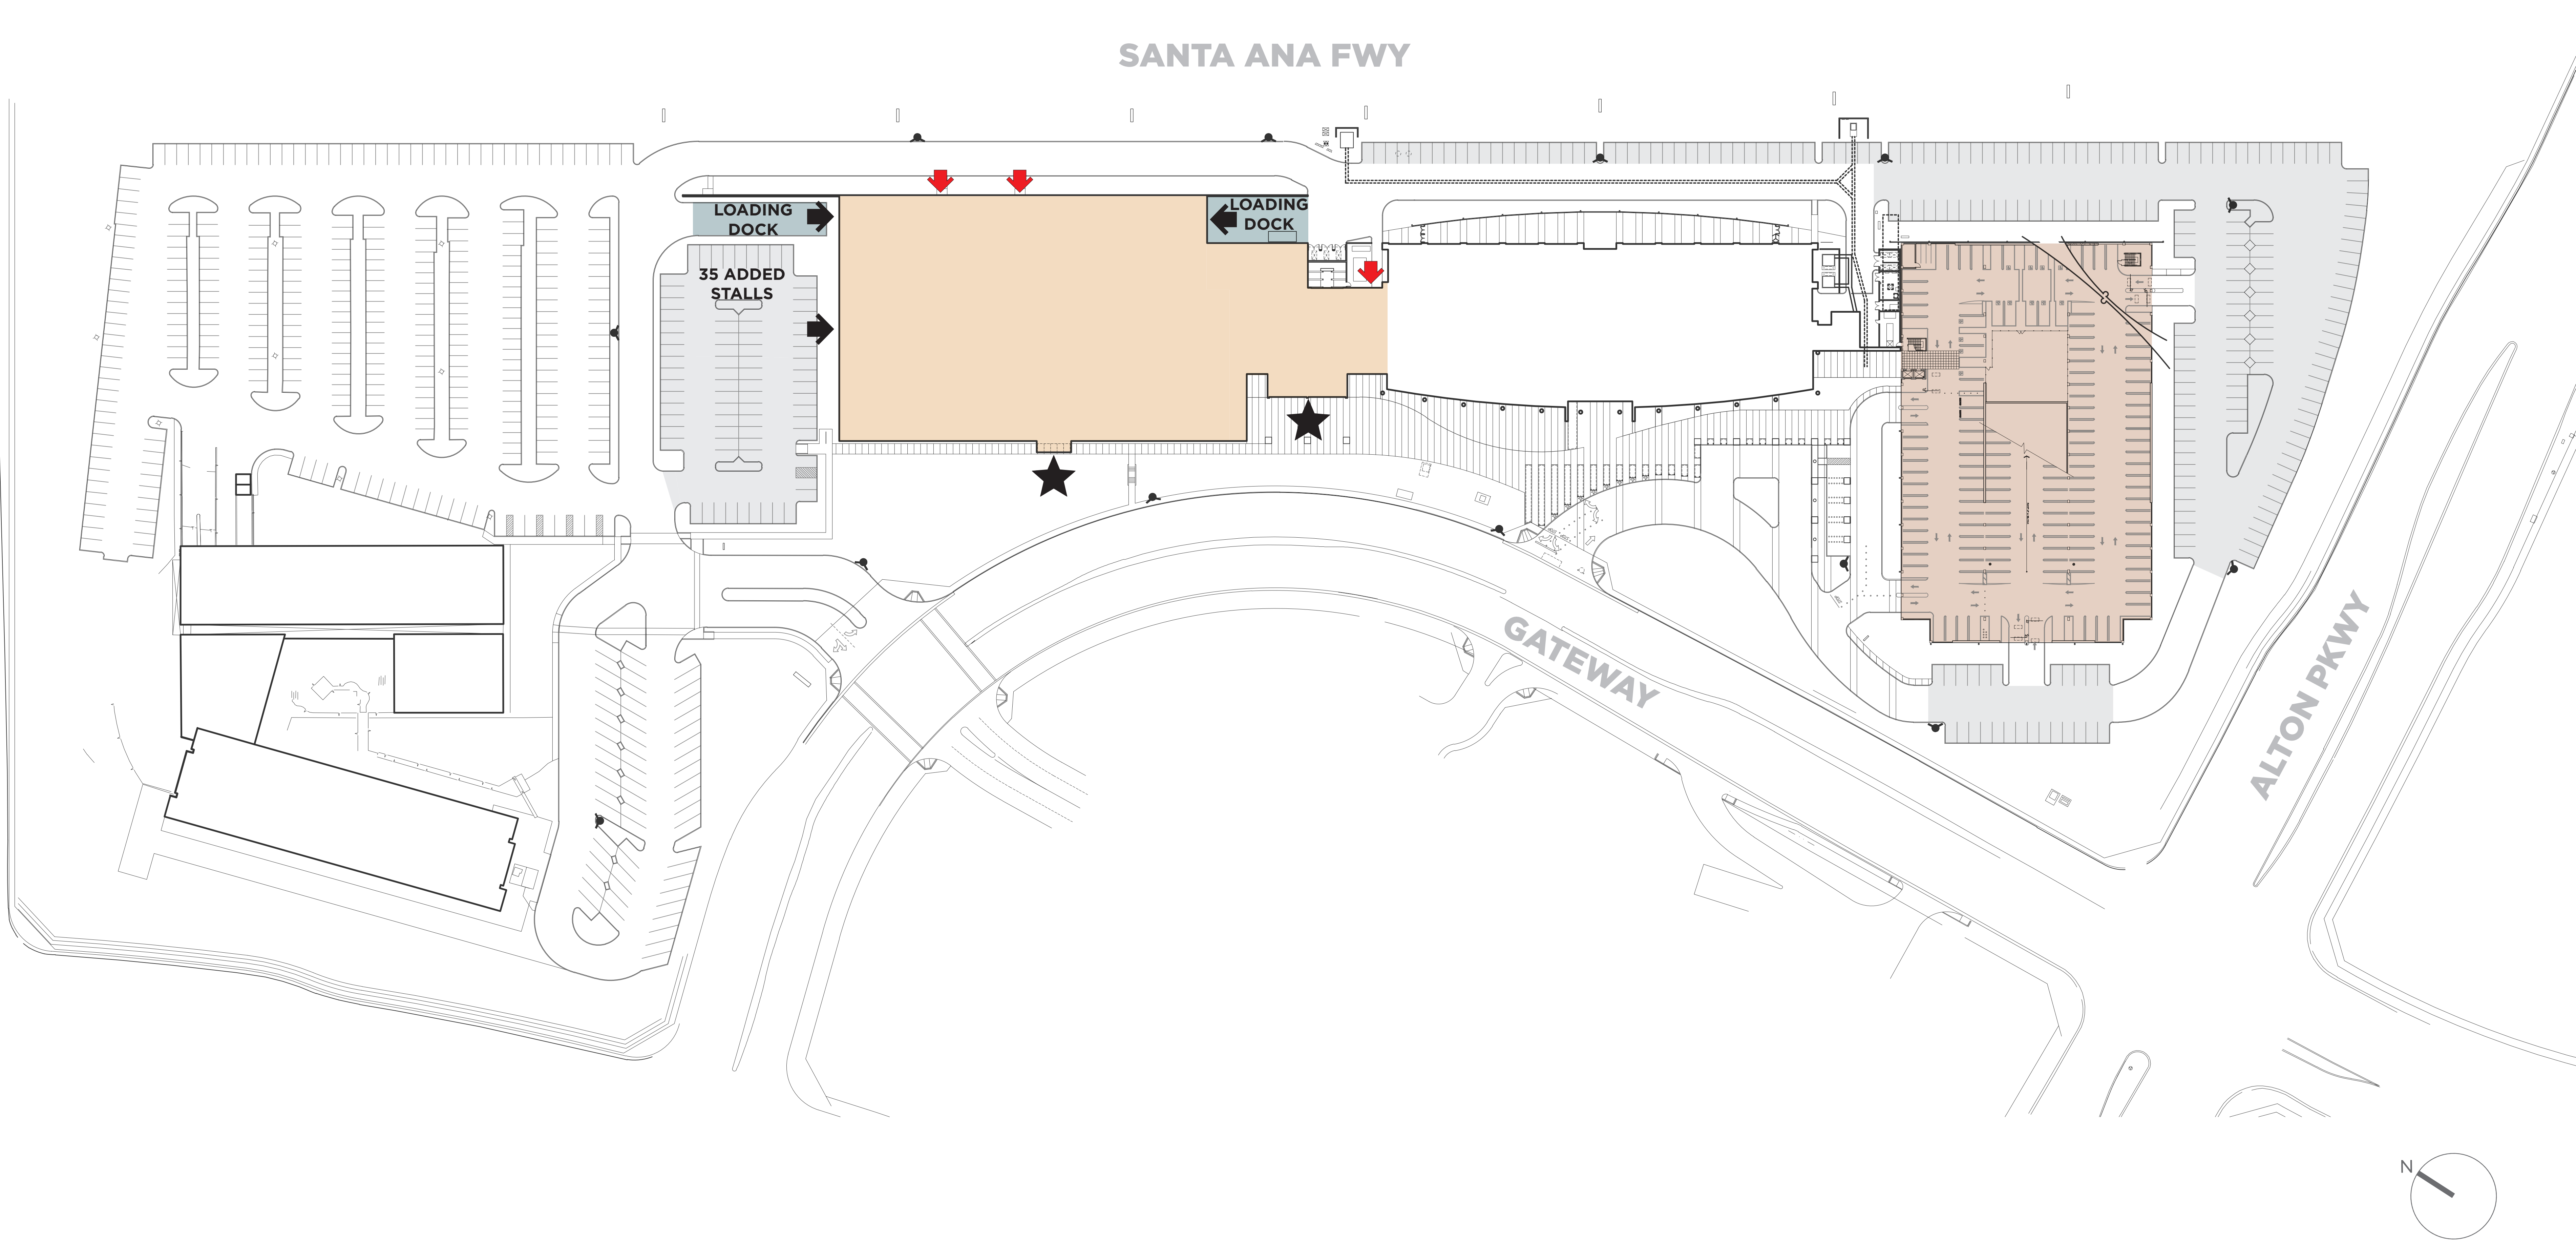 SANTA ANA FWY
LOADING
DOCK
LOADING
DOCK
35 ADDED
STALLS
GATEWAY
ALTON PKWY
N